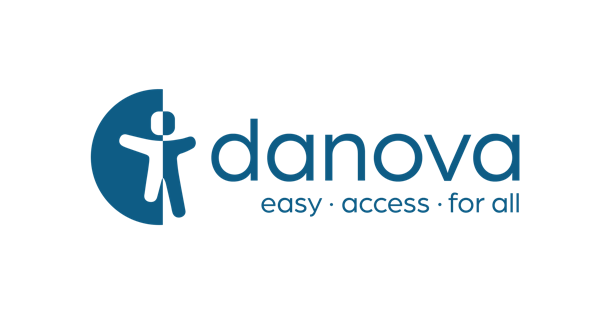 danova
easy · access · for all